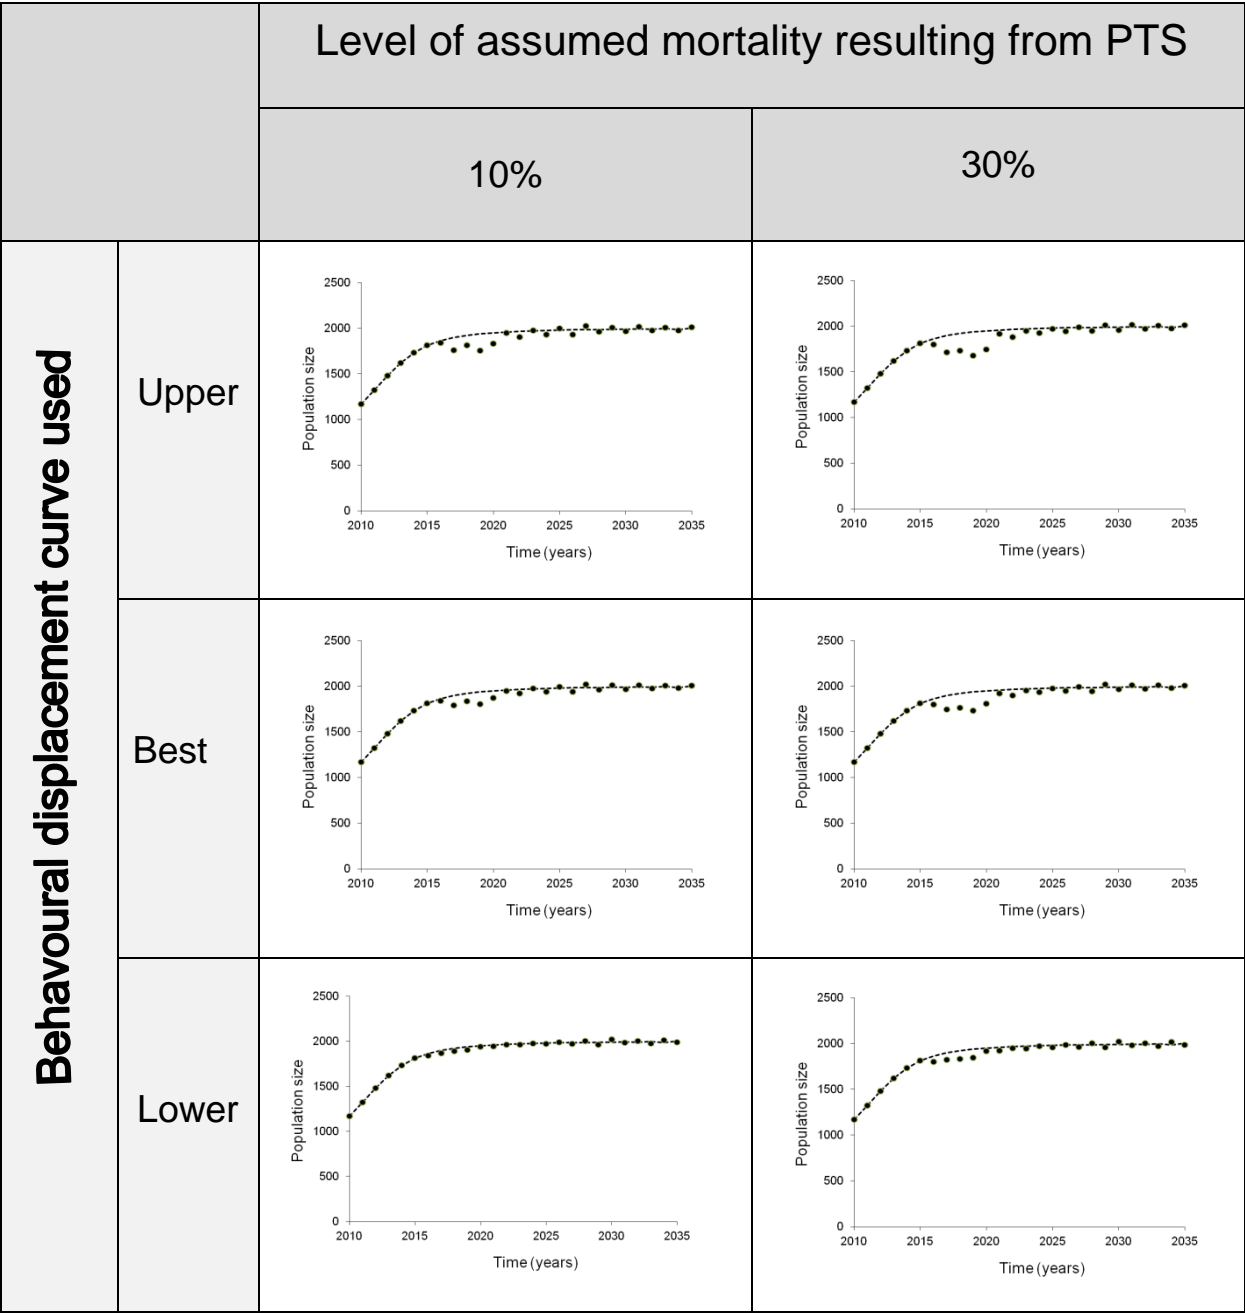 Level of assumed mortality resulting from PTS
10%
30%
Behavoural displacement curve used
Upper
2500
2000
1500
1000
500
0
Population size
2010 2015 2020 2025 2030 2035
Time (years)
2500
2000
1500
1000
500
0
Population size
2010 2015 2020 2025 2030 2035
Time (years)
Best
2500
2000
1500
1000
500
0
Population size
2010 2015 2020 2025 2030 2035
Time (years)
2500
2000
1500
1000
500
0
Population size
2010 2015 2020 2025 2030 2035
Time (years)
Lower
2500
2000
1500
1000
500
0
Population size
2010 2015 2020 2025 2030 2035
Time (years)
2500
2000
1500
1000
500
0
Population size
2010 2015 2020 2025 2030 2035
Time (years)